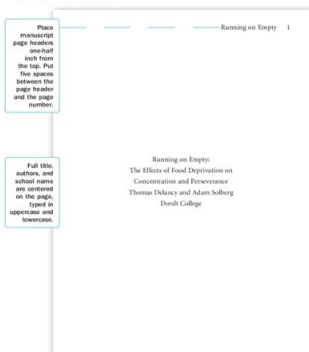 Place
manuscript
page headers
one-half
inch from
the top. Put
five spaces
between the
page header
and the page
number.
Running on Empty 1
Full title,
authors, and
school name
are centered
on the page,
typed in
uppercase and
lowercase.
Running on Empty:
The Effects of Food Deprivation on
Concentration and Perseverance
Thomas Delancy and Adam Solberg
Dordt College